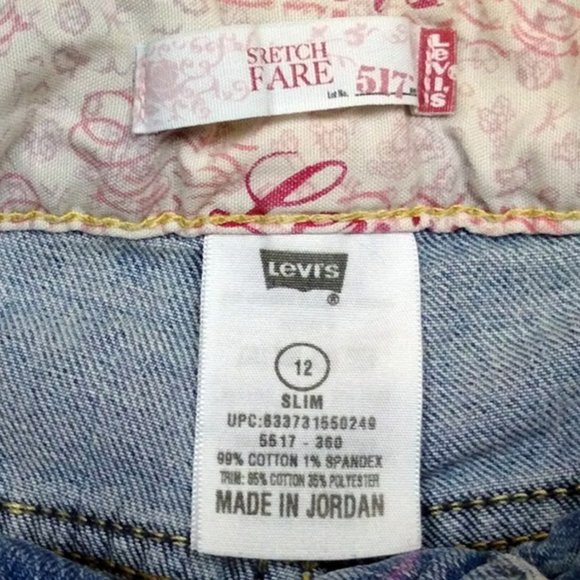 SRETCH
FARE
Lot No. 517
Levi's
Levi's
®
12
SLIM
UPC:633731550249
5517 - 360
99% COTTON 1% SPANDEX
TRIM: 65% COTTON 35% POLYESTER
MADE IN JORDAN